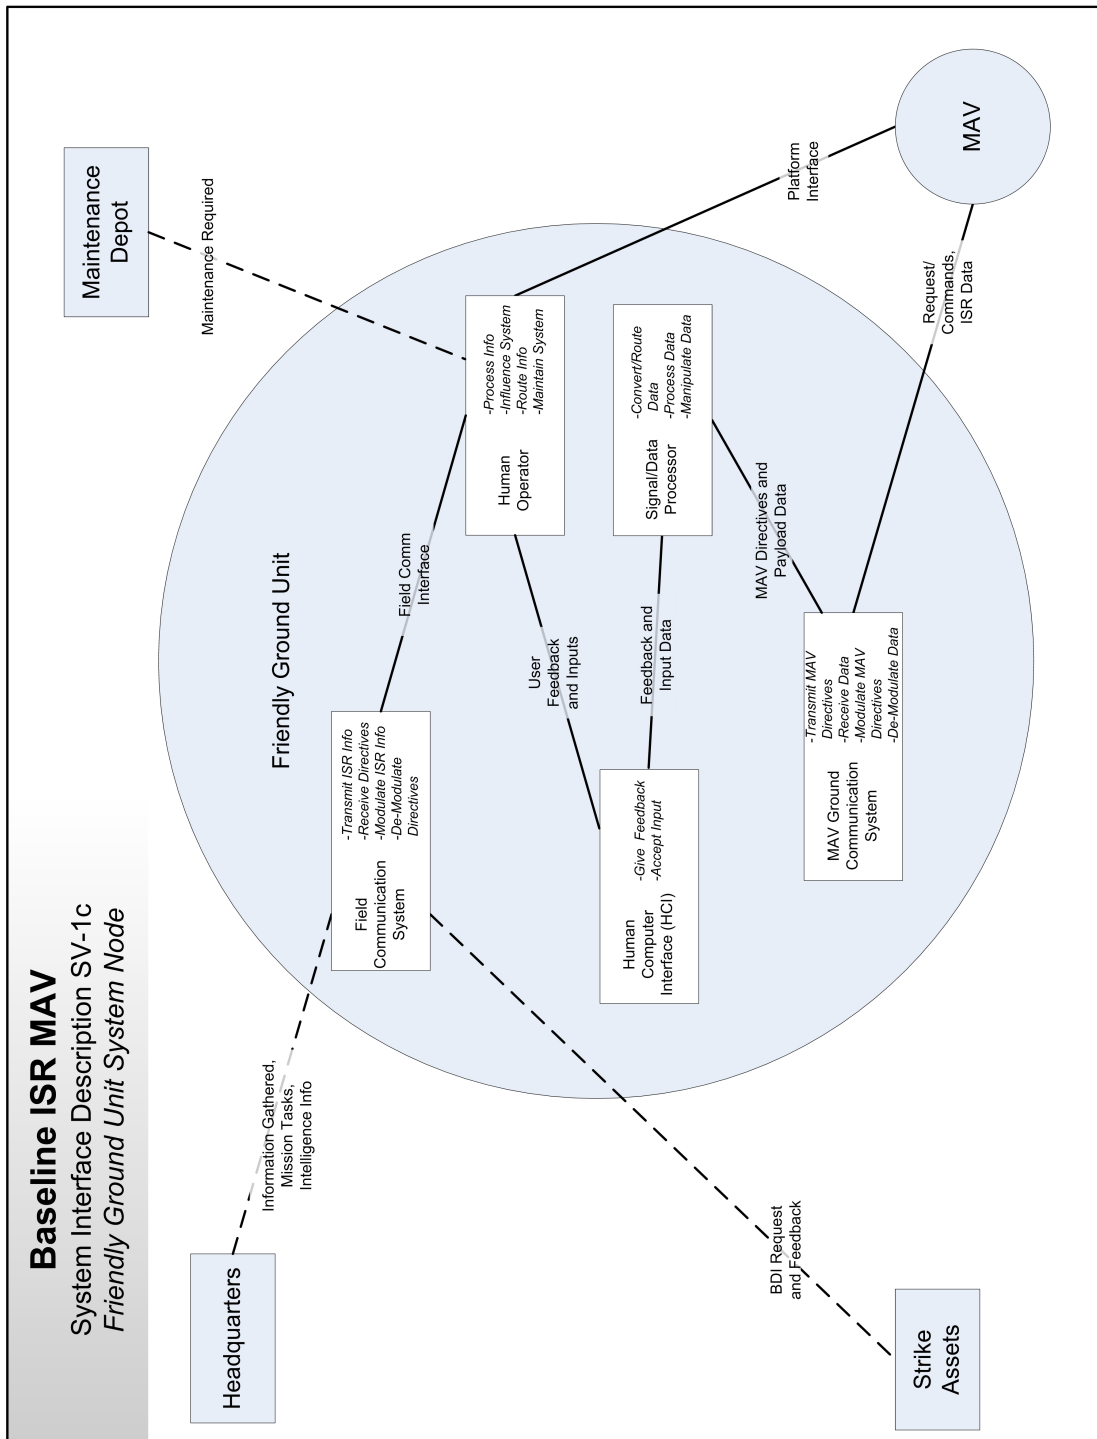 Baseline ISR MAV
System Interface Description SV-1c
Friendly Ground Unit System Node
Headquarters
Information Gathered,
Mission Tasks,
Intelligence Info
Maintenance
Depot
Maintenance Required
Friendly Ground Unit
Field
Communication
System
-Transmit ISR Info
-Receive Directives
-Modulate ISR Info
-De-Modulate
Directives
Field Comm
Interface
Human
Operator
-Process Info
-Influence System
-Route Info
-Maintain System
User
Feedback
and Inputs
Human
Computer
Interface (HCI)
-Give Feedback
-Accept Input
Feedback and
Input Data
Signal/Data
Processor
-Convert/Route
Data
-Process Data
-Manipulate Data
MAV Directives and
Payload Data
MAV Ground
Communication
System
-Transmit MAV
Directives
-Receive Data
-Modulate MAV
Directives
-De-Modulate Data
Platform
Interface
Request/
Commands,
ISR Data
MAV
BDI Request
and Feedback
Strike
Assets